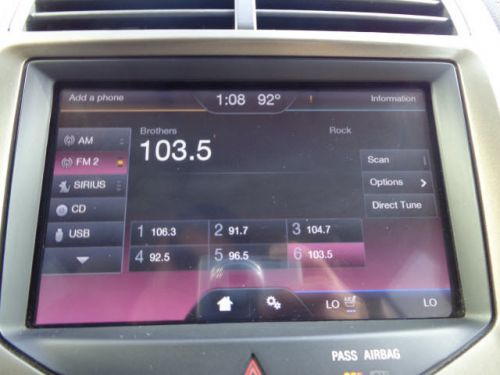 Add a phone
1:08 92° !
Information
AM
Brothers
Rock
103.5
FM 2
Scan
SIRIUS
Options >
CD
Direct Tune
USB
1 106.3
2 91.7
3 104.7
4 92.5
5 96.5
6 103.5
LO
LO
PASS AIRBAG